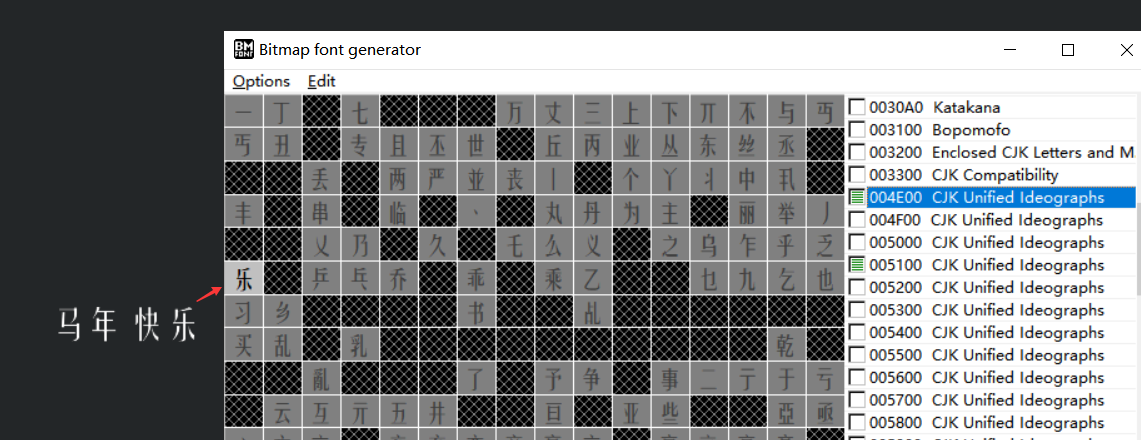 BM FONT Bitmap font generator
Options Edit
一 丁 七 万 丈 三 上 下 丌 不 与 丏
丐 丑 专 且 丕 世 丘 丙 业 丛 东 丝 丞
丢 两 严 並 丧 丨 个 丫 丬 中 丮
丰 串 临 丶 丸 丹 为 主 丽 举 丿
乂 乃 久 乇 么 义 之 乌 乍 乎 乏
乐 乒 乓 乔 乖 乘 乙 乜 九 乞 也
习 乡 书 乩
买 乱 乳 乾
亂 了 予 争 事 二 亍 于 亏
云 互 亓 五 井 亘 亚 些 亞 亟
马年 快乐
0030A0 Katakana
003100 Bopomofo
003200 Enclosed CJK Letters and M
003300 CJK Compatibility
004E00 CJK Unified Ideographs
004F00 CJK Unified Ideographs
005000 CJK Unified Ideographs
005100 CJK Unified Ideographs
005200 CJK Unified Ideographs
005300 CJK Unified Ideographs
005400 CJK Unified Ideographs
005500 CJK Unified Ideographs
005600 CJK Unified Ideographs
005700 CJK Unified Ideographs
005800 CJK Unified Ideographs